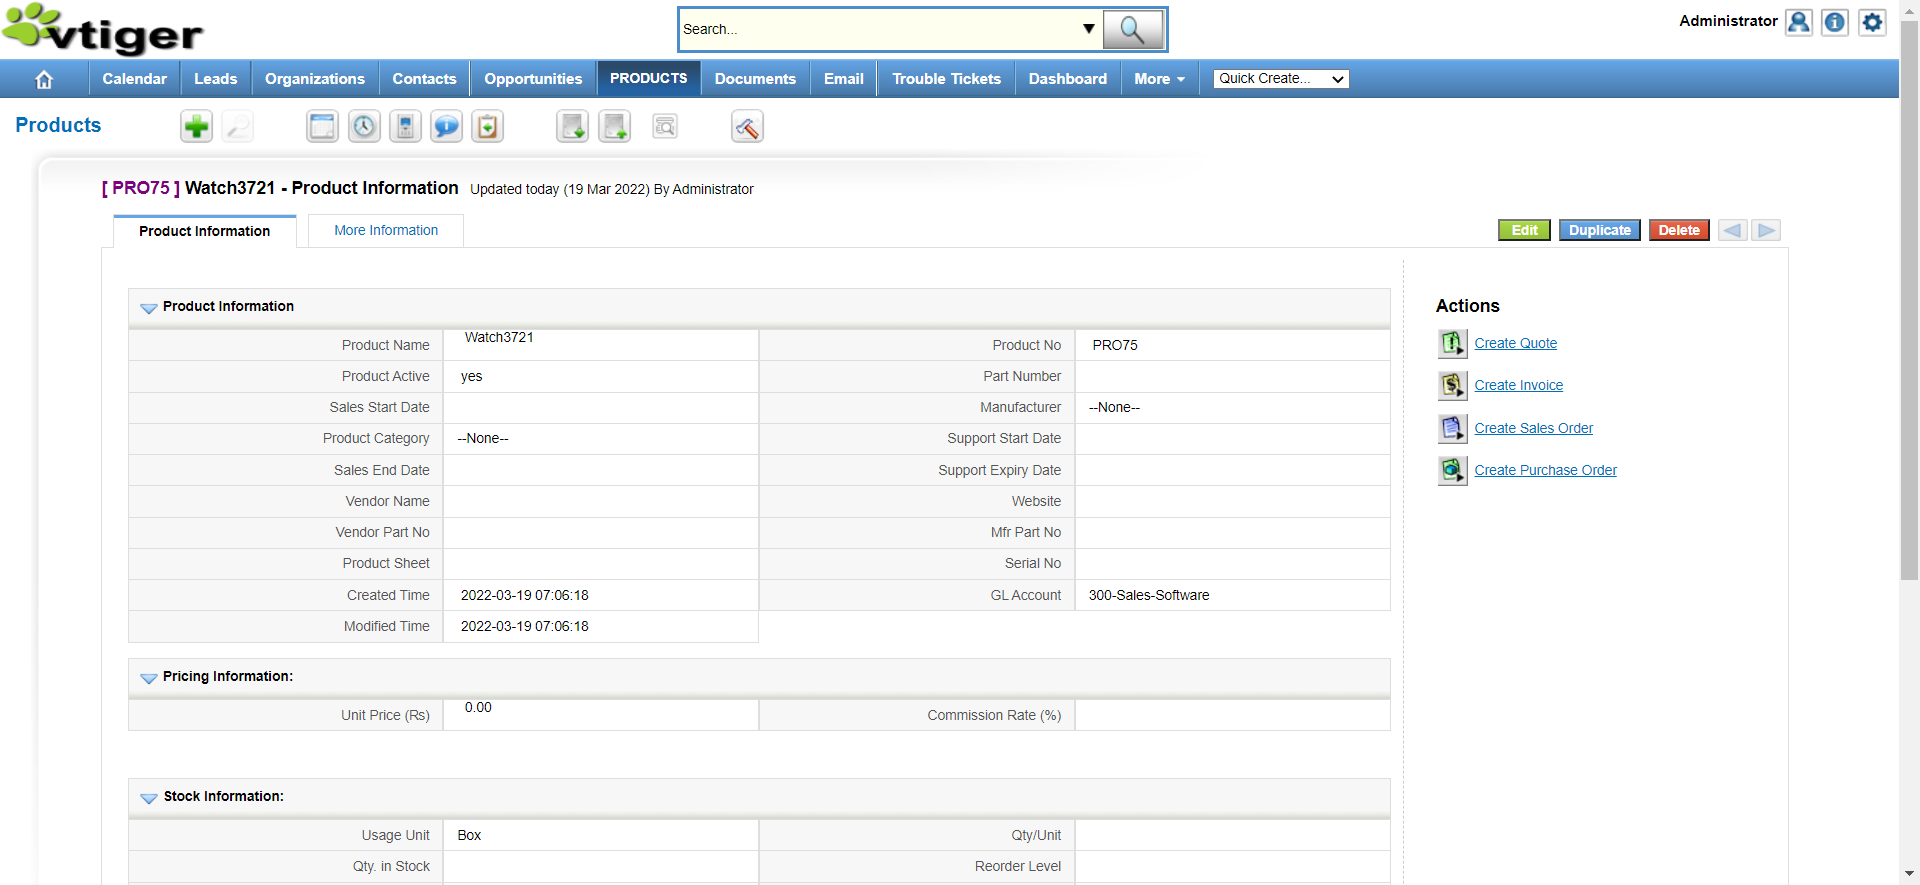 vtiger
Search...
Administrator
Calendar Leads Organizations Contacts Opportunities PRODUCTS Documents Email Trouble Tickets Dashboard More Quick Create...
Products
[ PRO75 ] Watch3721 - Product Information Updated today (19 Mar 2022) By Administrator
Product Information More Information Edit Duplicate Delete
Product Information
Product Name Watch3721 Product No PRO75
Product Active yes Part Number
Sales Start Date Manufacturer --None--
Product Category --None-- Support Start Date
Sales End Date Support Expiry Date
Vendor Name Website
Vendor Part No Mfr Part No
Product Sheet Serial No
Created Time 2022-03-19 07:06:18 GL Account 300-Sales-Software
Modified Time 2022-03-19 07:06:18
Pricing Information:
Unit Price (Rs) 0.00 Commission Rate (%)
Stock Information:
Usage Unit Box Qty/Unit
Qty. in Stock Reorder Level
Actions
Create Quote
Create Invoice
Create Sales Order
Create Purchase Order